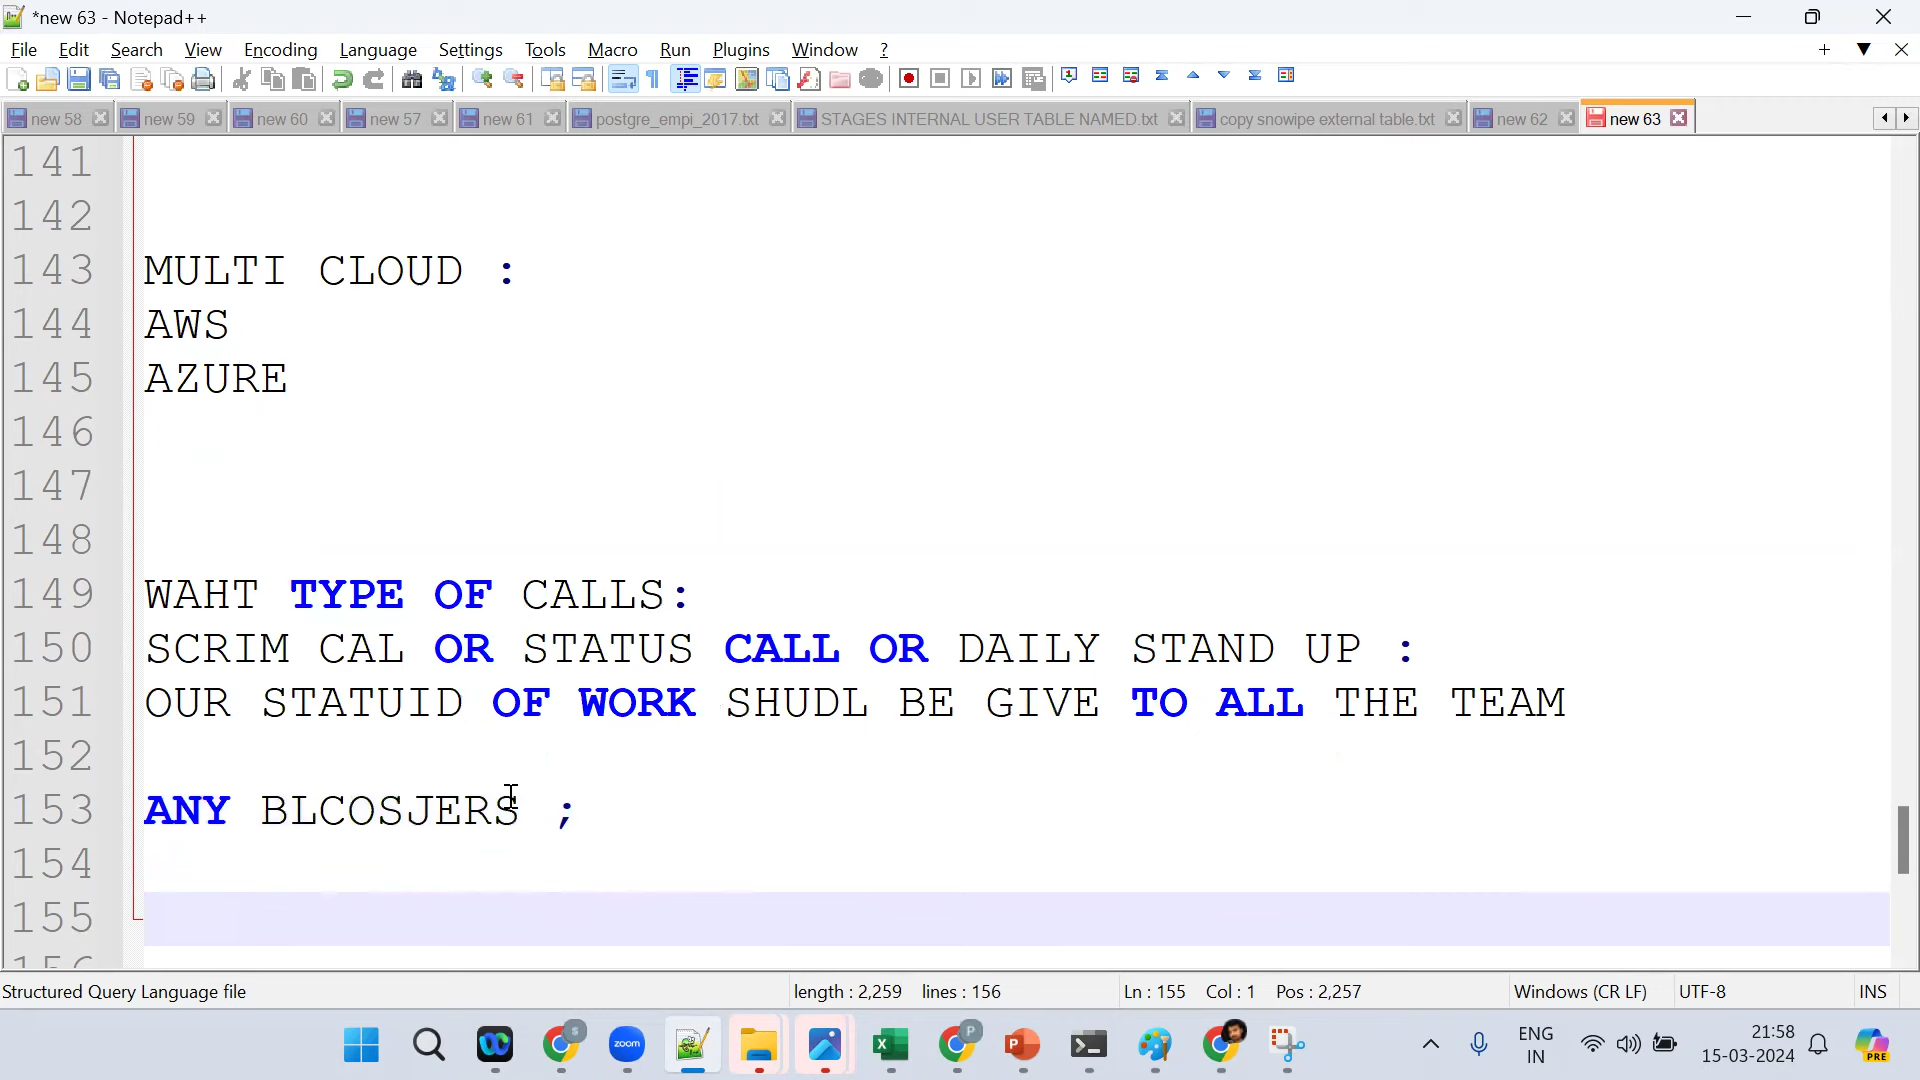 *new 63 - Notepad++
File Edit Search View Encoding Language Settings Tools Macro Run Plugins Window ?
new 58 new 59 new 60 new 57 new 61 postgre_empi_2017.txt STAGES INTERNAL USER TABLE NAMED.txt copy snowipe external table.txt new 62 new 63
141
142
143 MULTI CLOUD :
144 AWS
145 AZURE
146
147
148
149 WAHT TYPE OF CALLS:
150 SCRIM CAL OR STATUS CALL OR DAILY STAND UP :
151 OUR STATUID OF WORK SHUDL BE GIVE TO ALL THE TEAM
152
153 ANY BLCOSJERS ;
154
155
156
Structured Query Language file length : 2,259 lines : 156 Ln : 155 Col : 1 Pos : 2,257 Windows (CR LF) UTF-8 INS
zoom S P ENG 21:58
IN 15-03-2024 PRE